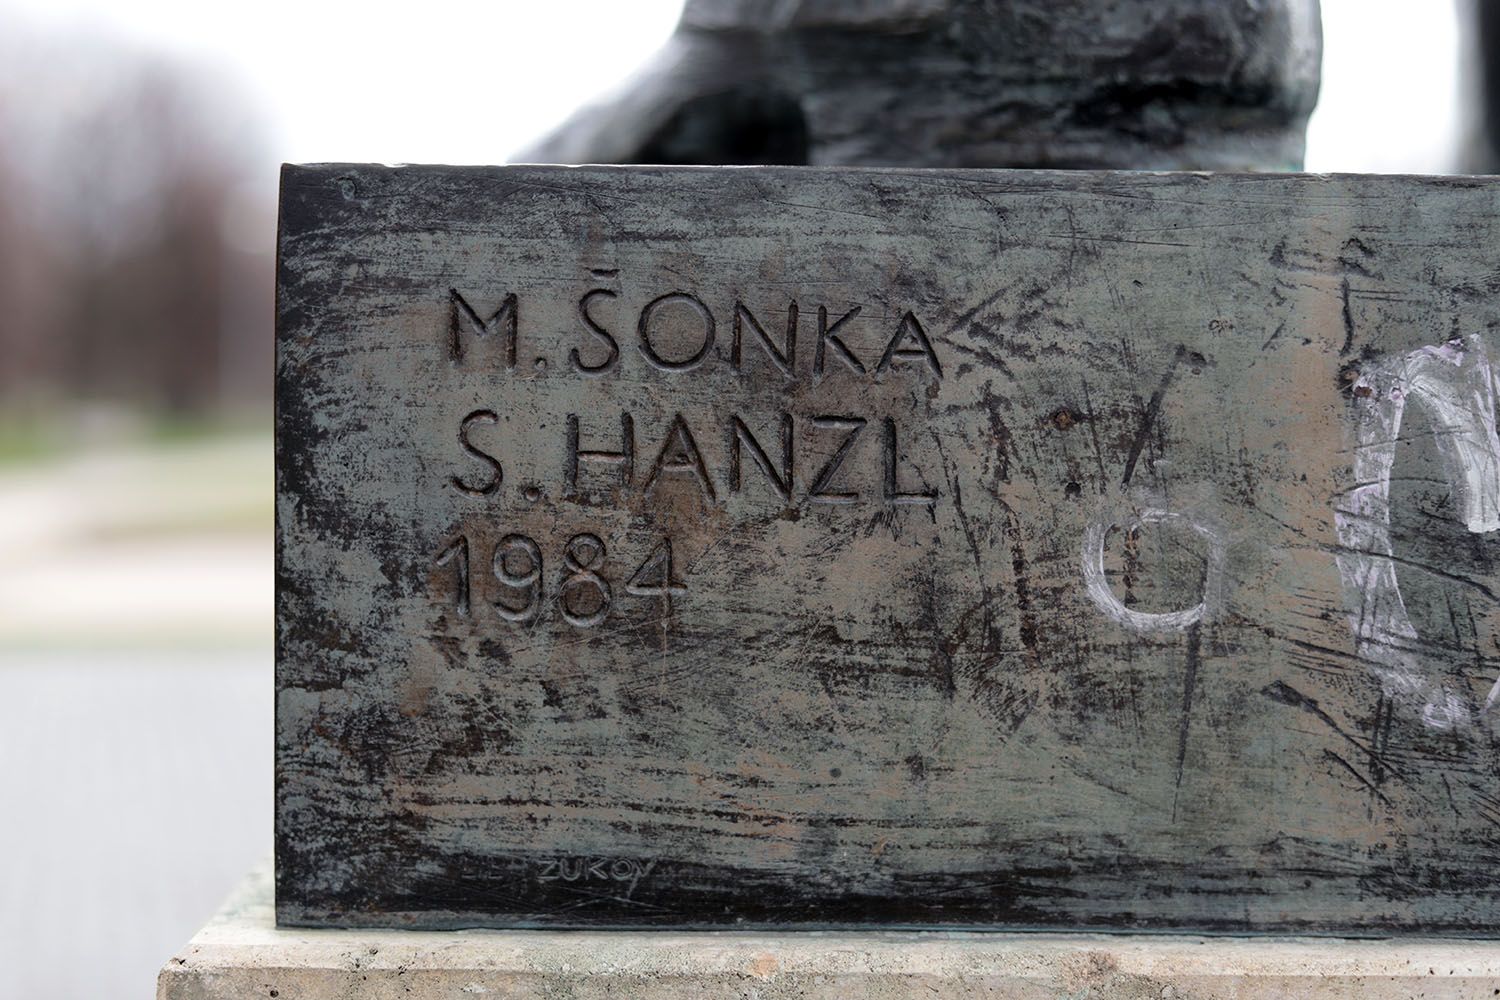 M. ŠONKA
S. HANZL
1984
ZUKOV